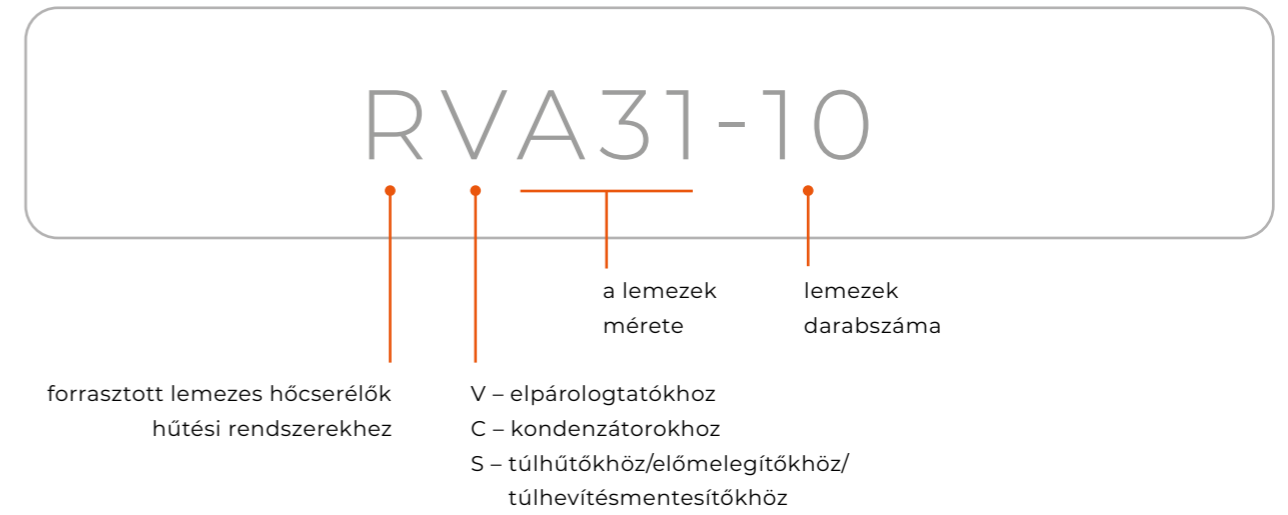 RVA31-10
a lemezek
mérete
lemezek
darabszáma
forrasztott lemezes hőcserélők
hűtési rendszerekhez
V – elpárologtatókhoz
C – kondenzátorokhoz
S – túlhűtőkhöz/előmelegítőkhöz/
túlhevítésmentesítőkhöz